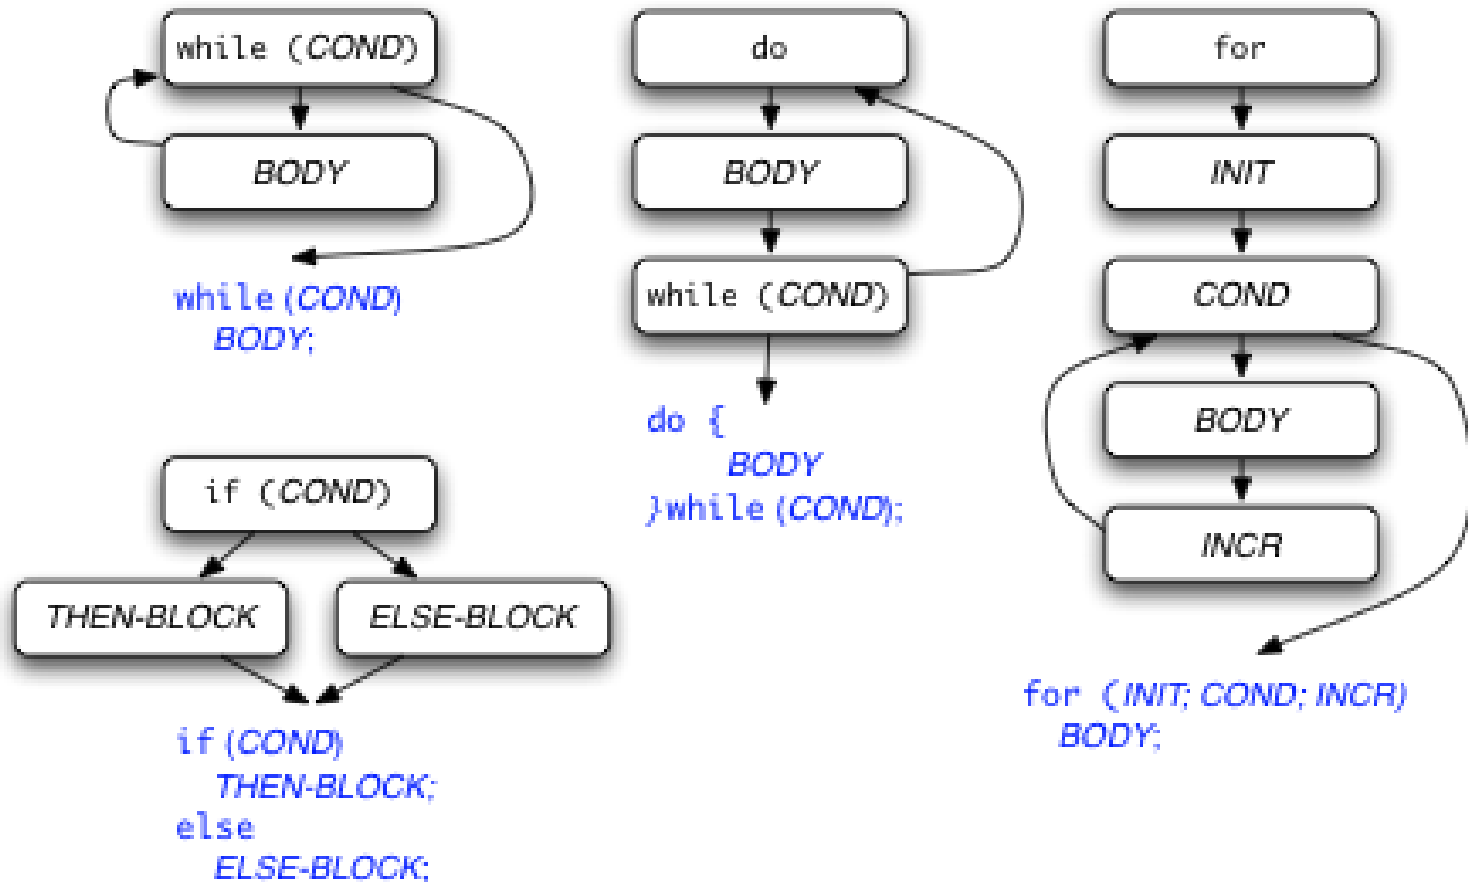 while (COND)
BODY
while (COND)
BODY;
do
BODY
while (COND)
do {
BODY
}while (COND);
for
INIT
COND
BODY
INCR
for (INIT; COND; INCR)
BODY;
if (COND)
THEN-BLOCK ELSE-BLOCK
if (COND)
THEN-BLOCK;
else
ELSE-BLOCK;